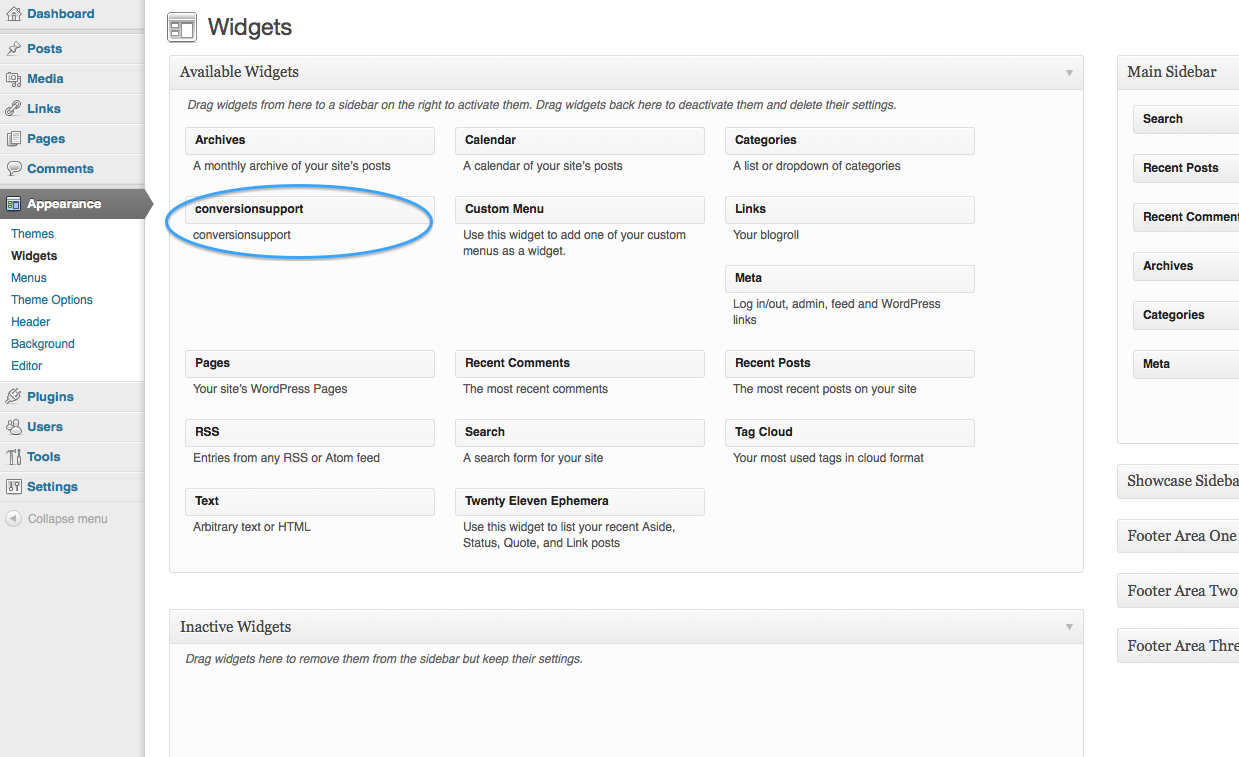 Dashboard
Posts
Media
Links
Pages
Comments
Appearance
Themes
Widgets
Menus
Theme Options
Header
Background
Editor
Plugins
Users
Tools
Settings
Collapse menu
Widgets
Available Widgets
Drag widgets from here to a sidebar on the right to activate them. Drag widgets back here to deactivate them and delete their settings.
Archives
A monthly archive of your site's posts
Calendar
A calendar of your site's posts
Categories
A list or dropdown of categories
conversionsupport
conversionsupport
Custom Menu
Use this widget to add one of your custom
menus as a widget.
Links
Your blogroll
Meta
Log in/out, admin, feed and WordPress
links
Pages
Your site's WordPress Pages
Recent Comments
The most recent comments
Recent Posts
The most recent posts on your site
RSS
Entries from any RSS or Atom feed
Search
A search form for your site
Tag Cloud
Your most used tags in cloud format
Text
Arbitrary text or HTML
Twenty Eleven Ephemera
Use this widget to list your recent Aside,
Status, Quote, and Link posts
Inactive Widgets
Drag widgets here to remove them from the sidebar but keep their settings.
Main Sidebar
Search
Recent Posts
Recent Comment
Archives
Categories
Meta
Showcase Sideba
Footer Area One
Footer Area Two
Footer Area Thre